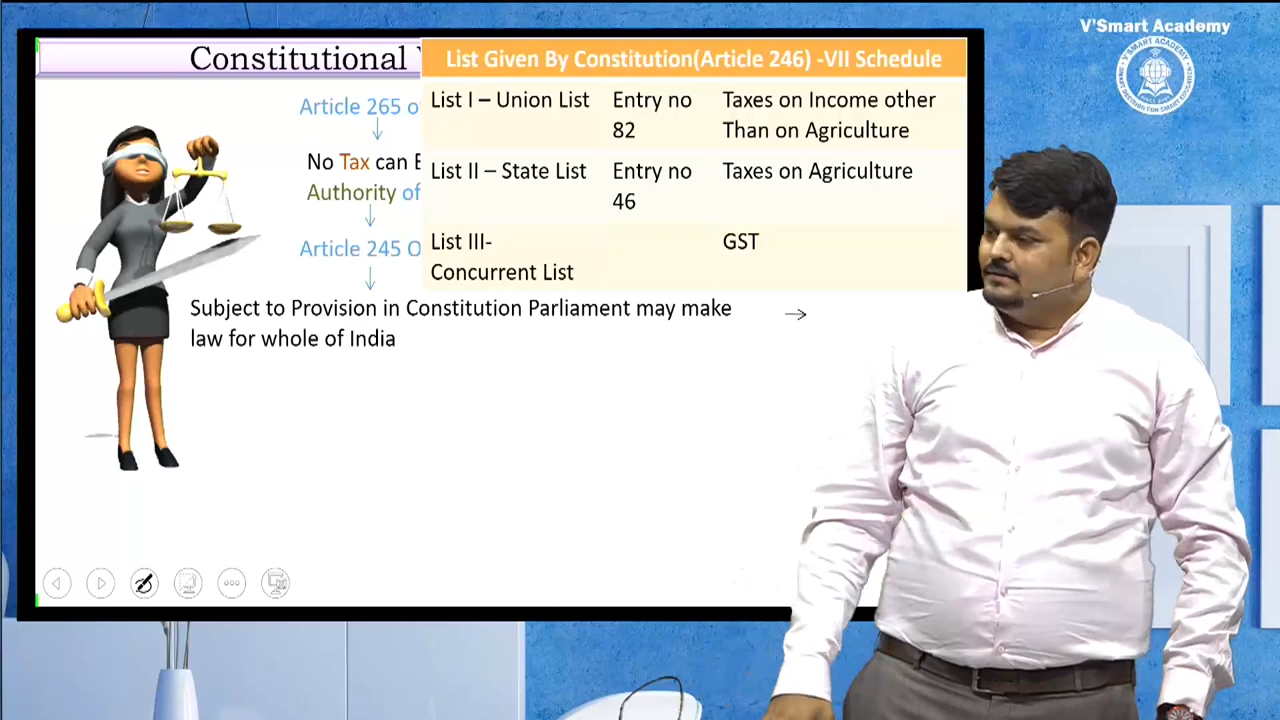 V'Smart Academy
Constitutional
List Given By Constitution(Article 246) -VII Schedule
Article 265 o
No Tax can
Authority of
Article 245 O
List I – Union List Entry no 82 Taxes on Income other Than on Agriculture
List II – State List Entry no 46 Taxes on Agriculture
List III- Concurrent List GST
Subject to Provision in Constitution Parliament may make
law for whole of India